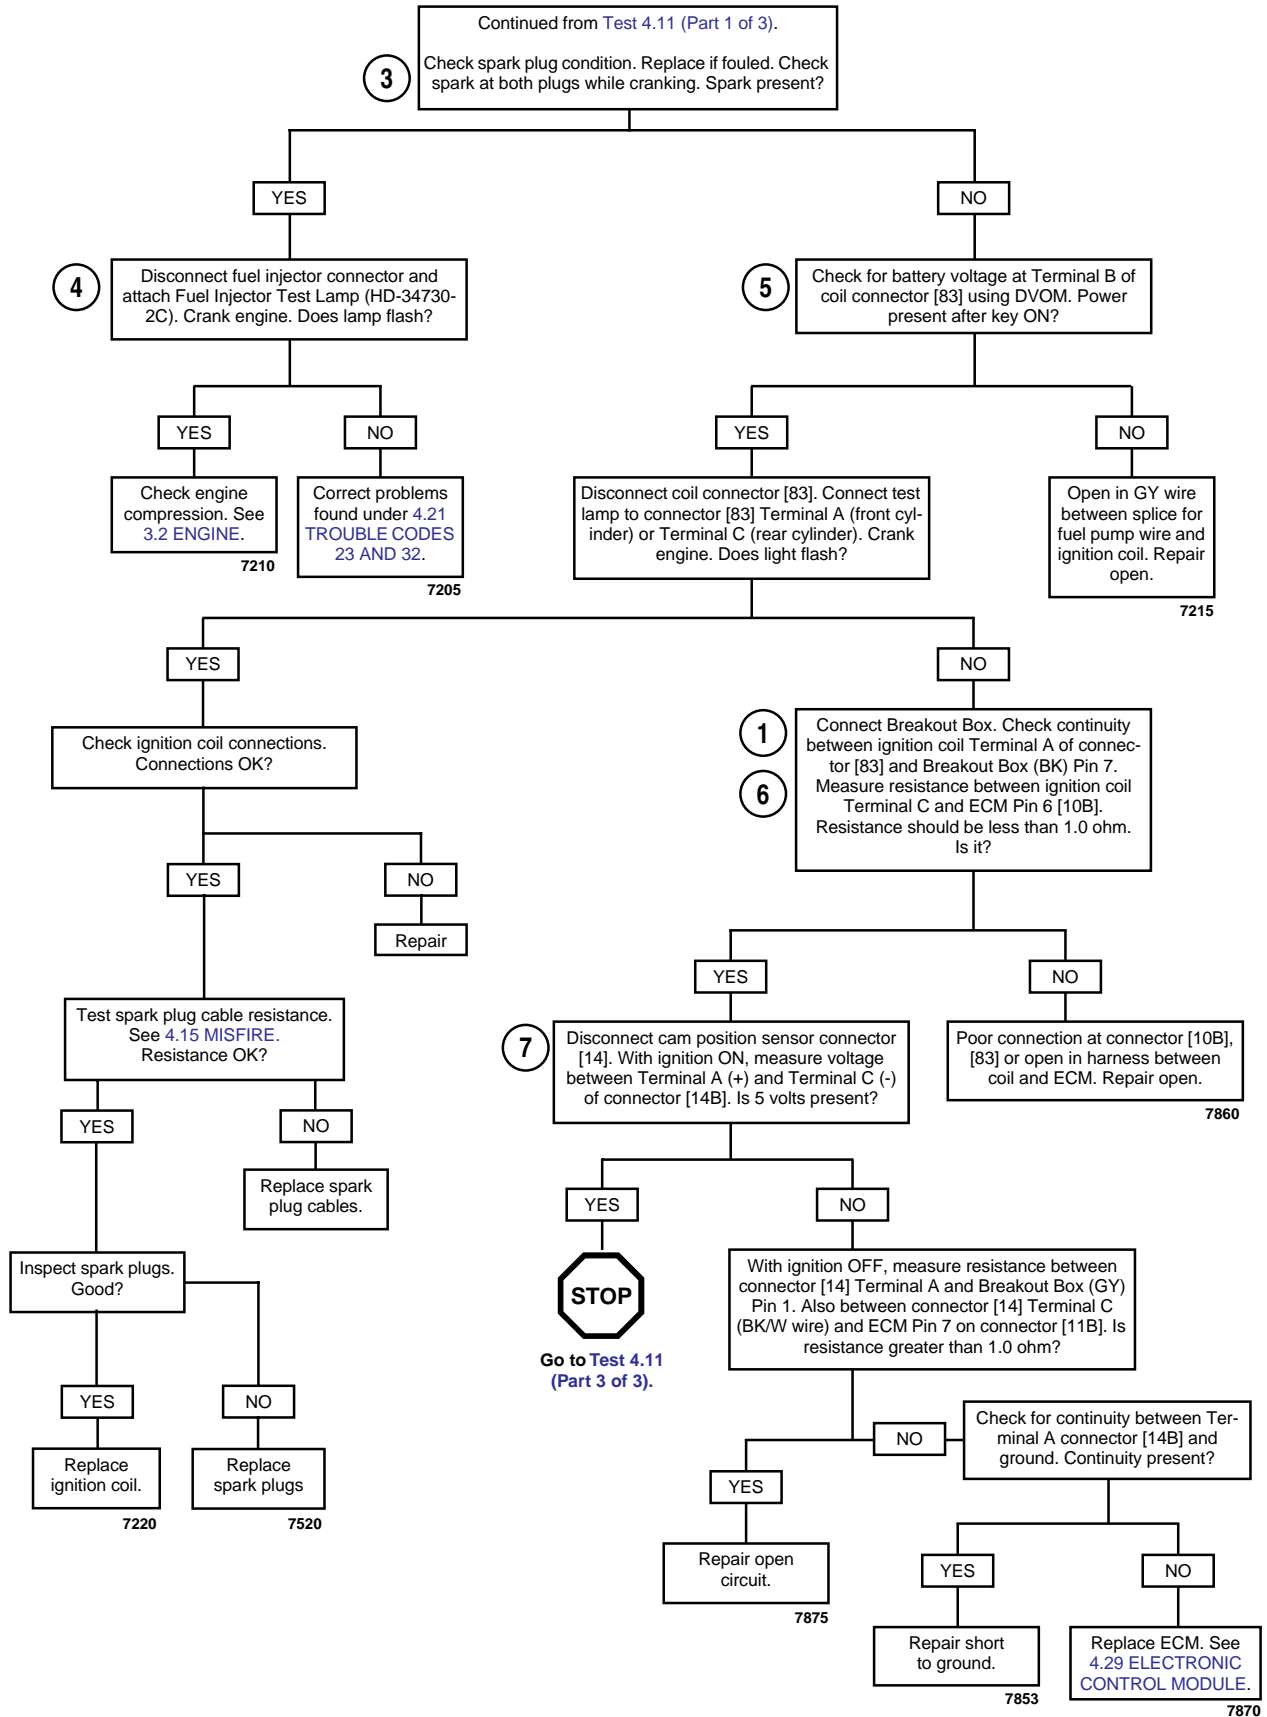 Continued from Test 4.11 (Part 1 of 3).
Check spark plug condition. Replace if fouled. Check
spark at both plugs while cranking. Spark present?
3
YES
NO
4
Disconnect fuel injector connector and
attach Fuel Injector Test Lamp (HD-34730-
2C). Crank engine. Does lamp flash?
5
Check for battery voltage at Terminal B of
coil connector [83] using DVOM. Power
present after key ON?
YES
NO
YES
NO
Check engine
compression. See
3.2 ENGINE.
7210
Correct problems
found under 4.21
TROUBLE CODES
23 AND 32.
7205
Disconnect coil connector [83]. Connect test
lamp to connector [83] Terminal A (front cyl-
inder) or Terminal C (rear cylinder). Crank
engine. Does light flash?
Open in GY wire
between splice for
fuel pump wire and
ignition coil. Repair
open.
7215
YES
NO
Check ignition coil connections.
Connections OK?
1
6
Connect Breakout Box. Check continuity
between ignition coil Terminal A of connec-
tor [83] and Breakout Box (BK) Pin 7.
Measure resistance between ignition coil
Terminal C and ECM Pin 6 [10B].
Resistance should be less than 1.0 ohm.
Is it?
YES
NO
Repair
YES
NO
Test spark plug cable resistance.
See 4.15 MISFIRE.
Resistance OK?
7
Disconnect cam position sensor connector
[14]. With ignition ON, measure voltage
between Terminal A (+) and Terminal C (-)
of connector [14B]. Is 5 volts present?
Poor connection at connector [10B],
[83] or open in harness between
coil and ECM. Repair open.
7860
YES
NO
Replace spark
plug cables.
YES
NO
Inspect spark plugs.
Good?
STOP
Go to Test 4.11
(Part 3 of 3).
With ignition OFF, measure resistance between
connector [14] Terminal A and Breakout Box (GY)
Pin 1. Also between connector [14] Terminal C
(BK/W wire) and ECM Pin 7 on connector [11B]. Is
resistance greater than 1.0 ohm?
YES
NO
Replace
ignition coil.
7220
Replace
spark plugs
7520
NO
Check for continuity between Ter-
minal A connector [14B] and
ground. Continuity present?
YES
Repair open
circuit.
7875
YES
NO
Repair short
to ground.
7853
Replace ECM. See
4.29 ELECTRONIC
CONTROL MODULE.
7870